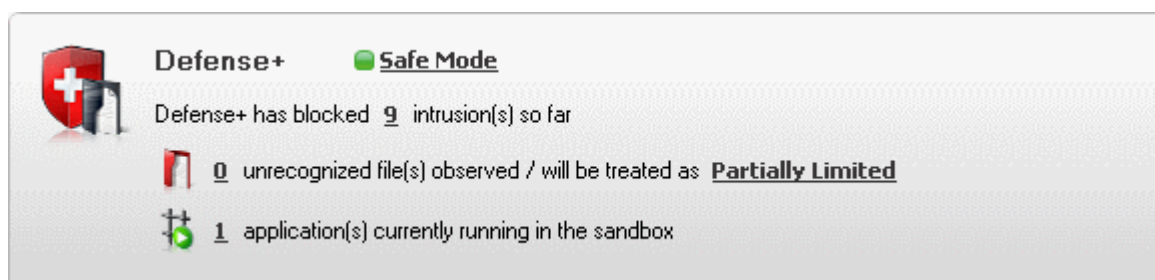 Defense+ Safe Mode
Defense+ has blocked 9 intrusion(s) so far
0 unrecognized file(s) observed / will be treated as Partially Limited
1 application(s) currently running in the sandbox